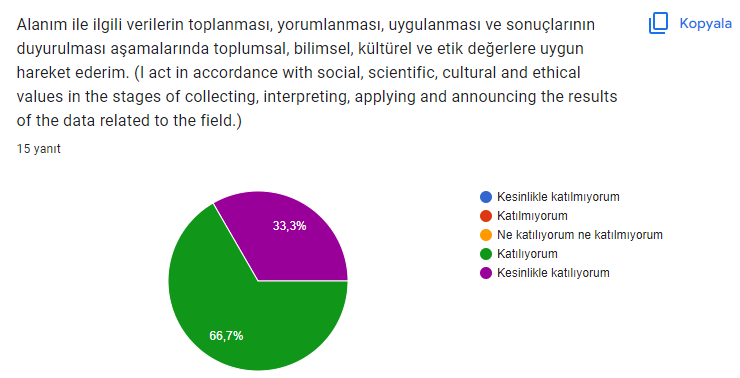 Alanım ile ilgili verilerin toplanması, yorumlanması, uygulanması ve sonuçlarının
duyurulması aşamalarında toplumsal, bilimsel, kültürel ve etik değerlere uygun
hareket ederim. (I act in accordance with social, scientific, cultural and ethical
values in the stages of collecting, interpreting, applying and announcing the results
of the data related to the field.)
Kopyala
15 yanıt
33,3%
66,7%
Kesinlikle katılmıyorum
Katılmıyorum
Ne katılıyorum ne katılmıyorum
Katılıyorum
Kesinlikle katılıyorum